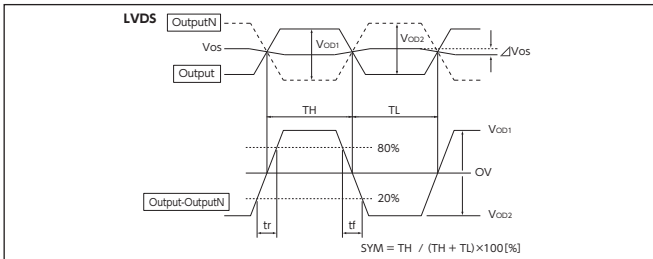 LVDS OutputN
Vos VOD1 VOD2 ⊿Vos
Output
TH TL
VOD1
80%
OV
Output-OutputN 20%
VOD2
tr tf
SYM = TH / (TH + TL)×100[%]